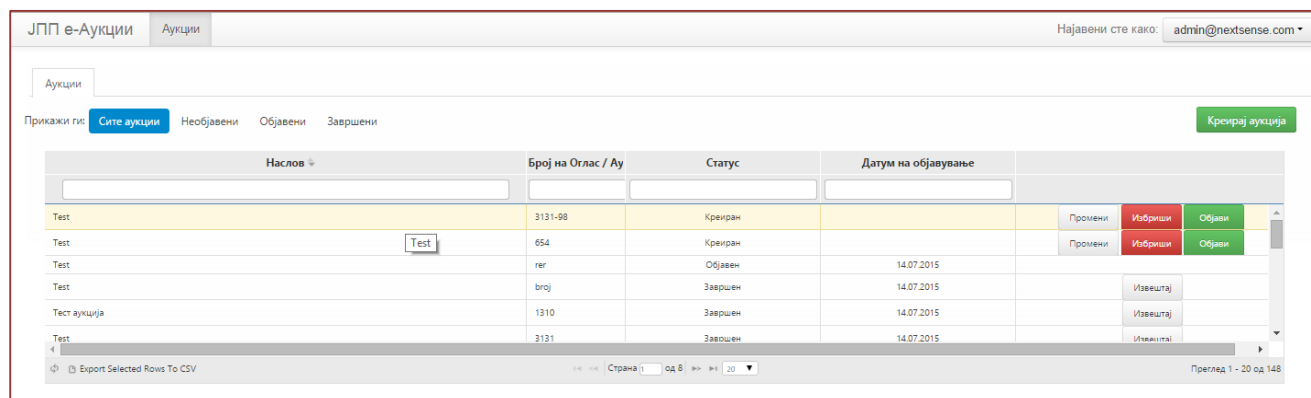 ЈПП е-Аукции Аукции Најавени сте како: admin@nextsense.com
Аукции
Прикажи ги: Сите аукции Необјавени Објавени Завршени Креирај аукција
Наслов Број на Оглас / Ау Статус Датум на објавување
Test 3131-98 Креиран Промени Избриши Објави
Test 654 Креиран Промени Избриши Објави
Test
Test rer Објавен 14.07.2015
Test broj Завршен 14.07.2015 Извештај
Тест аукција 1310 Завршен 14.07.2015 Извештај
Test 3131 Завршен 14.07.2015 Извештај
Export Selected Rows To CSV Страна 1 од 8 20 Преглед 1 - 20 од 148